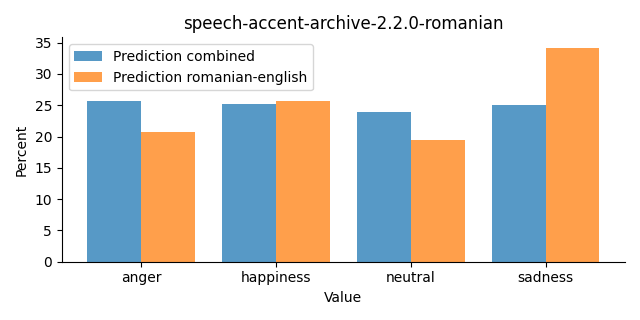 speech-accent-archive-2.2.0-romanian
Prediction combined
Prediction romanian-english
Percent
35
30
25
20
15
10
5
0
anger happiness neutral sadness
Value